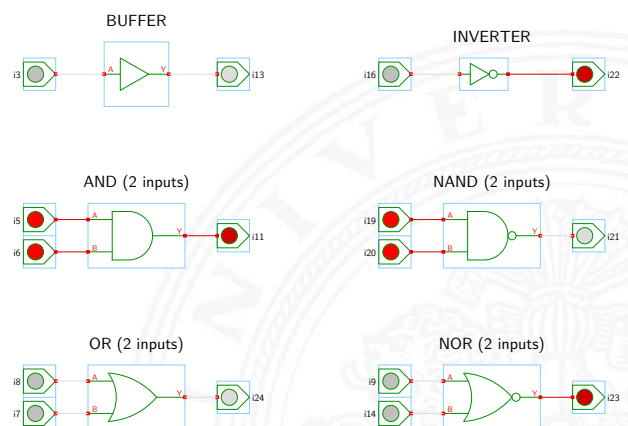 BUFFER
INVERTER
i3 A Y i13
i16 i22
AND (2 inputs)
NAND (2 inputs)
i5 A Y i11
i6 B
i19 A Y i21
i20 B
OR (2 inputs)
NOR (2 inputs)
i8 A Y i24
i7 B
i9 A Y i23
i14 B
I V E R